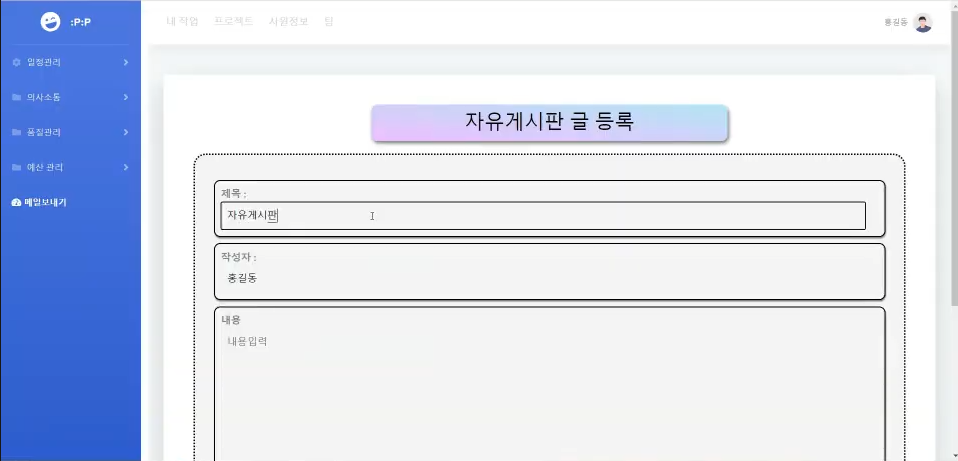 :P:P
내 작업 프로젝트 사원정보 팀
홍길동
일정관리
의사소통
품질관리
예산 관리
메일보내기
자유게시판 글 등록
제목 :
자유게시판
작성자 :
홍길동
내용
내용입력